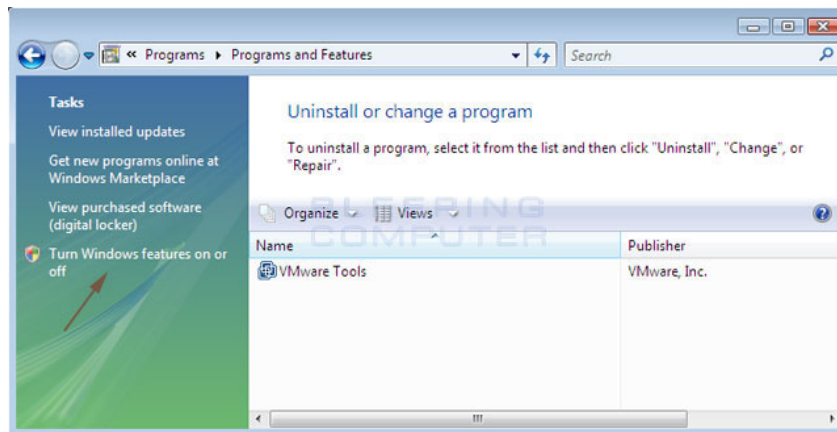 « Programs ▸ Programs and Features
Search
Tasks
View installed updates
Get new programs online at
Windows Marketplace
View purchased software
(digital locker)
Turn Windows features on or
off
Uninstall or change a program
To uninstall a program, select it from the list and then click "Uninstall", "Change", or
"Repair".
BLEEPING
COMPUTER
Organize
Views
Name
Publisher
VMware Tools
VMware, Inc.